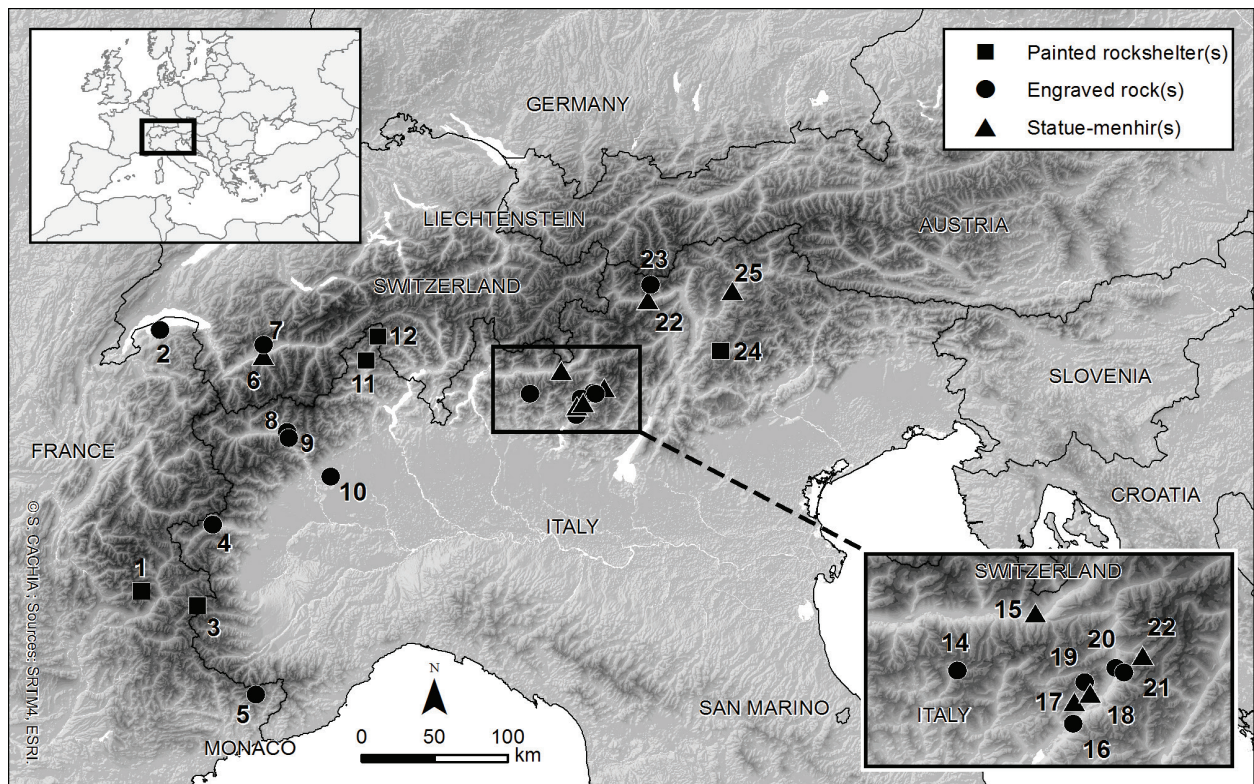 Painted rockshelter(s)
Engraved rock(s)
Statue-menhir(s)
GERMANY
LIECHTENSTEIN
AUSTRIA
SWITZERLAND
23
25
22
24
7
12
2
6
11
SLOVENIA
FRANCE
8
9
10
CROATIA
ITALY
4
1
3
5
MONACO
SAN MARINO
N
0 50 100
km
SWITZERLAND
15
22
20
14
19
21
17
18
ITALY
16
© S. CACHIA ; Sources: SRTM4, ESRI.